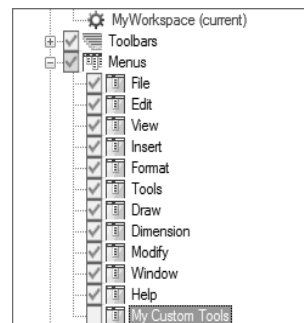 MyWorkspace (current)
Toolbars
Menus
File
Edit
View
Insert
Format
Tools
Draw
Dimension
Modify
Window
Help
My Custom Tools